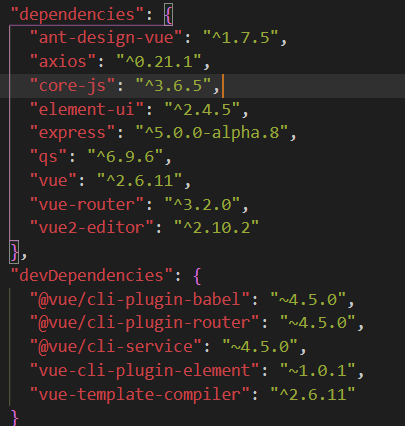 "dependencies": {
"ant-design-vue": "^1.7.5",
"axios": "^0.21.1",
"core-js": "^3.6.5",
"element-ui": "^2.4.5",
"express": "^5.0.0-alpha.8",
"qs": "^6.9.6",
"vue": "^2.6.11",
"vue-router": "^3.2.0",
"vue2-editor": "^2.10.2"
},
"devDependencies": {
"@vue/cli-plugin-babel": "~4.5.0",
"@vue/cli-plugin-router": "~4.5.0",
"@vue/cli-service": "~4.5.0",
"vue-cli-plugin-element": "~1.0.1",
"vue-template-compiler": "^2.6.11"
}